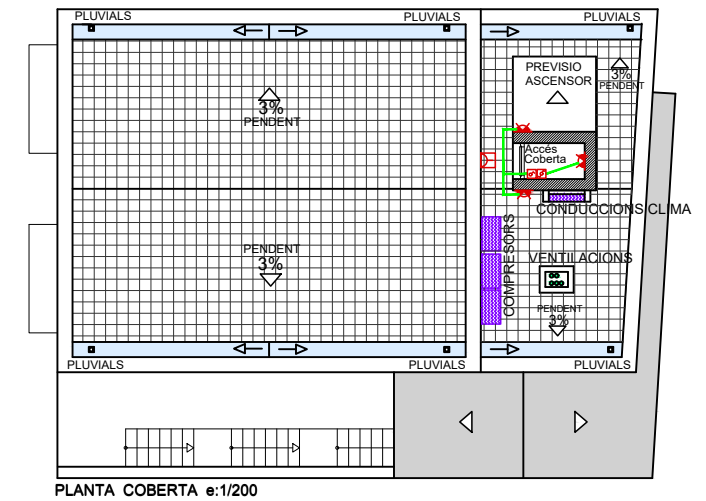 PLUVIALS
PLUVIALS
PLUVIALS
PREVISIO
ASCENSOR
3%
PENDENT
3%
PENDENT
Accés
Coberta
CONDUCCIONS CLIMA
COMPRESORS
PENDENT
3%
VENTILACIONS
PENDENT
3%
PLUVIALS
PLUVIALS
PLUVIALS
PLANTA COBERTA e:1/200